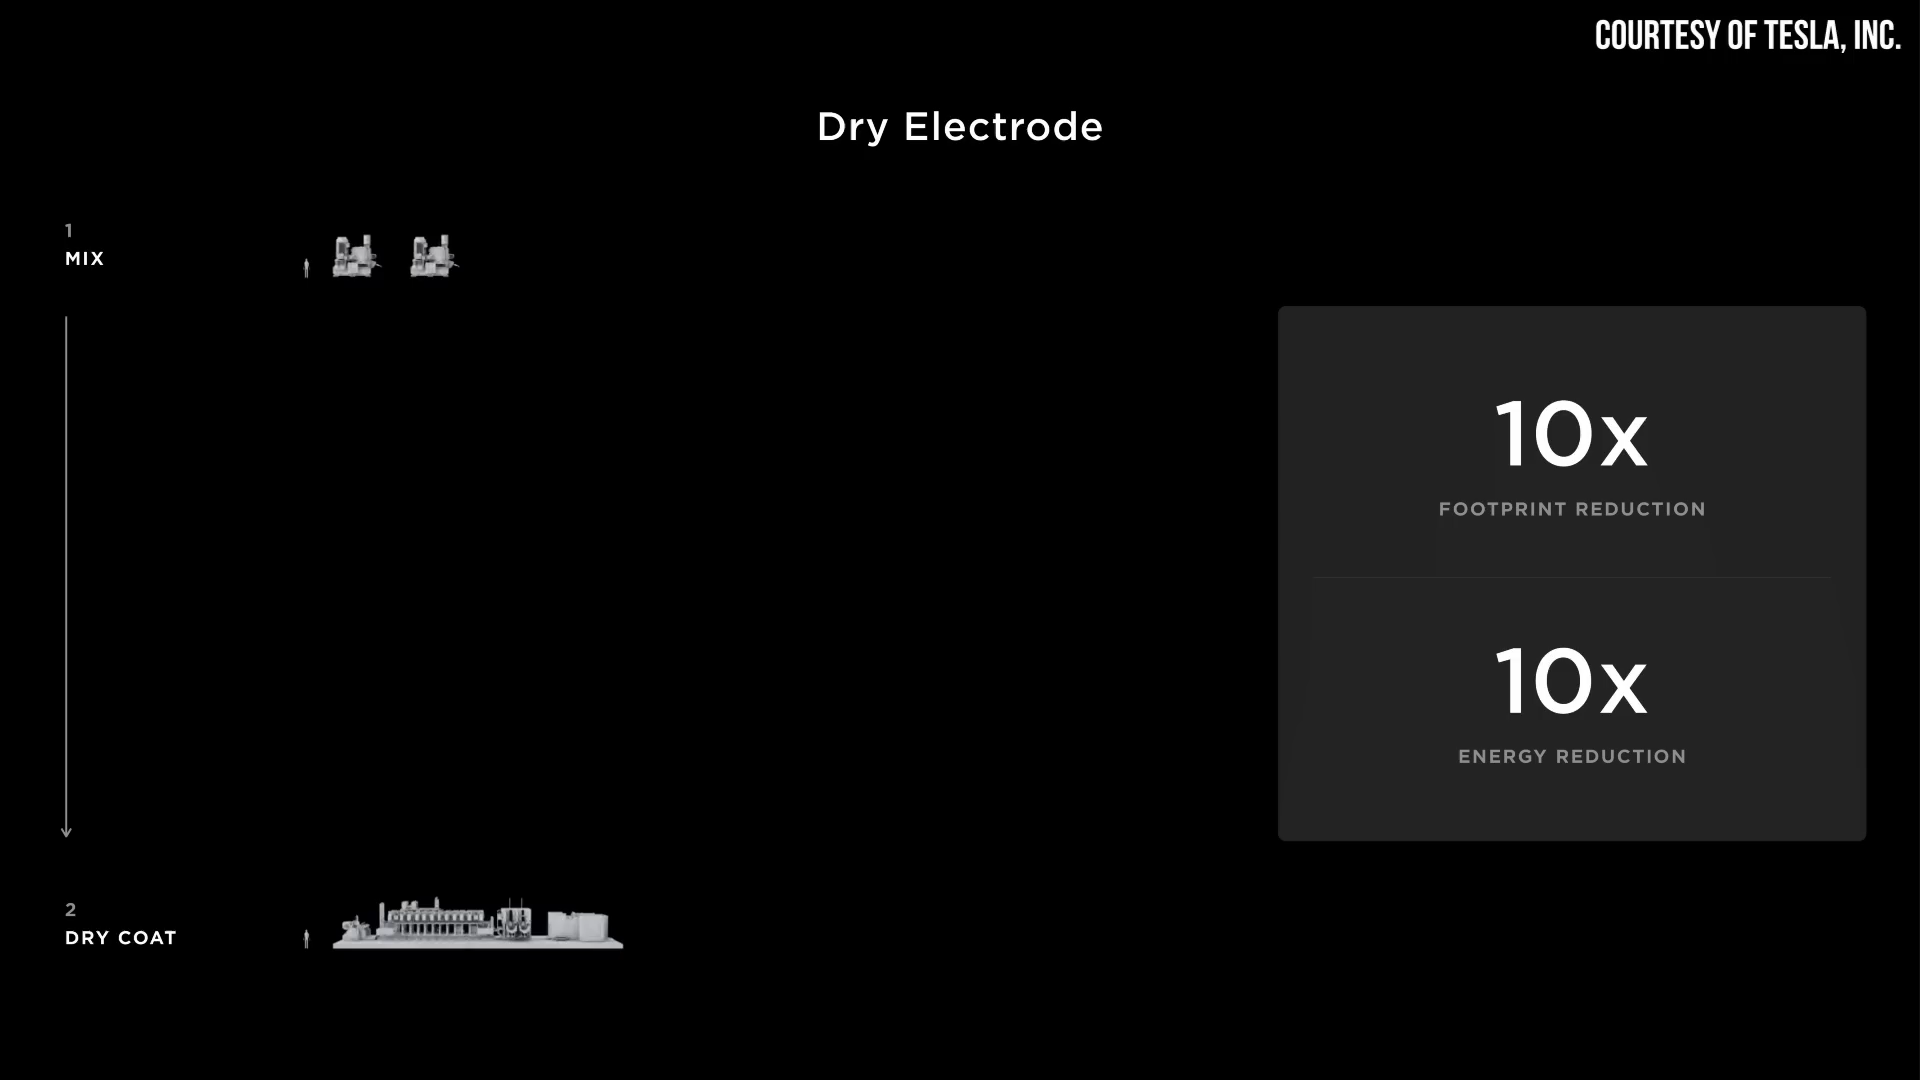 COURTESY OF TESLA, INC.
Dry Electrode
1
MIX
10x
FOOTPRINT REDUCTION
10x
ENERGY REDUCTION
2
DRY COAT